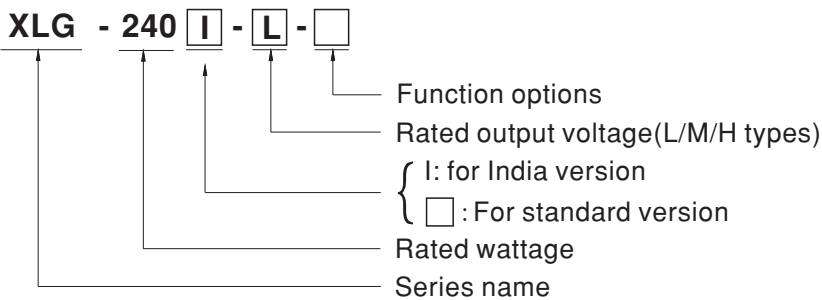 XLG - 240 I - L - □
Function options
Rated output voltage(L/M/H types)
I: for India version
□ : For standard version
Rated wattage
Series name